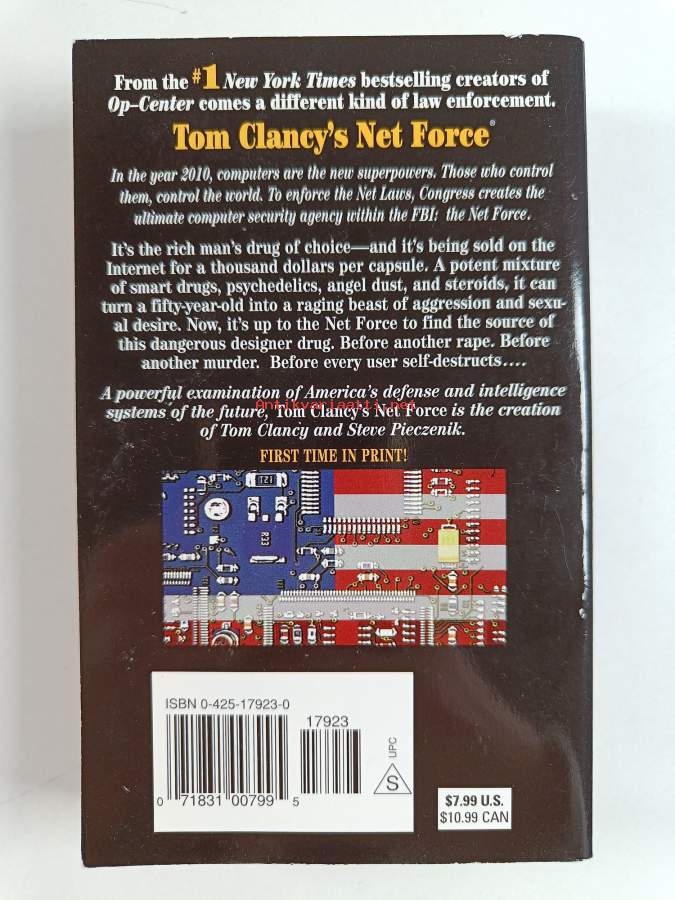 From the #1 New York Times bestselling creators of
Op-Center comes a different kind of law enforcement.
Tom Clancy's Net Force®
In the year 2010, computers are the new superpowers. Those who control
them, control the world. To enforce the Net Laws, Congress creates the
ultimate computer security agency within the FBI: the Net Force.
It's the rich man's drug of choice—and it's being sold on the
Internet for a thousand dollars per capsule. A potent mixture
of smart drugs, psychedelics, angel dust, and steroids, it can
turn a fifty-year-old into a raging beast of aggression and sexu-
al desire. Now, it's up to the Net Force to find the source of
this dangerous designer drug. Before another rape. Before
another murder. Before every user self-destructs....
A powerful examination of America's defense and intelligence
systems of the future, Tom Clancy's Net Force is the creation
Antikvariaatti.net
of Tom Clancy and Steve Pieczenik.
FIRST TIME IN PRINT!
121
R33
ISBN 0-425-17923-0
17923
UPC
S
0 71831 00799 5
$7.99 U.S.
$10.99 CAN